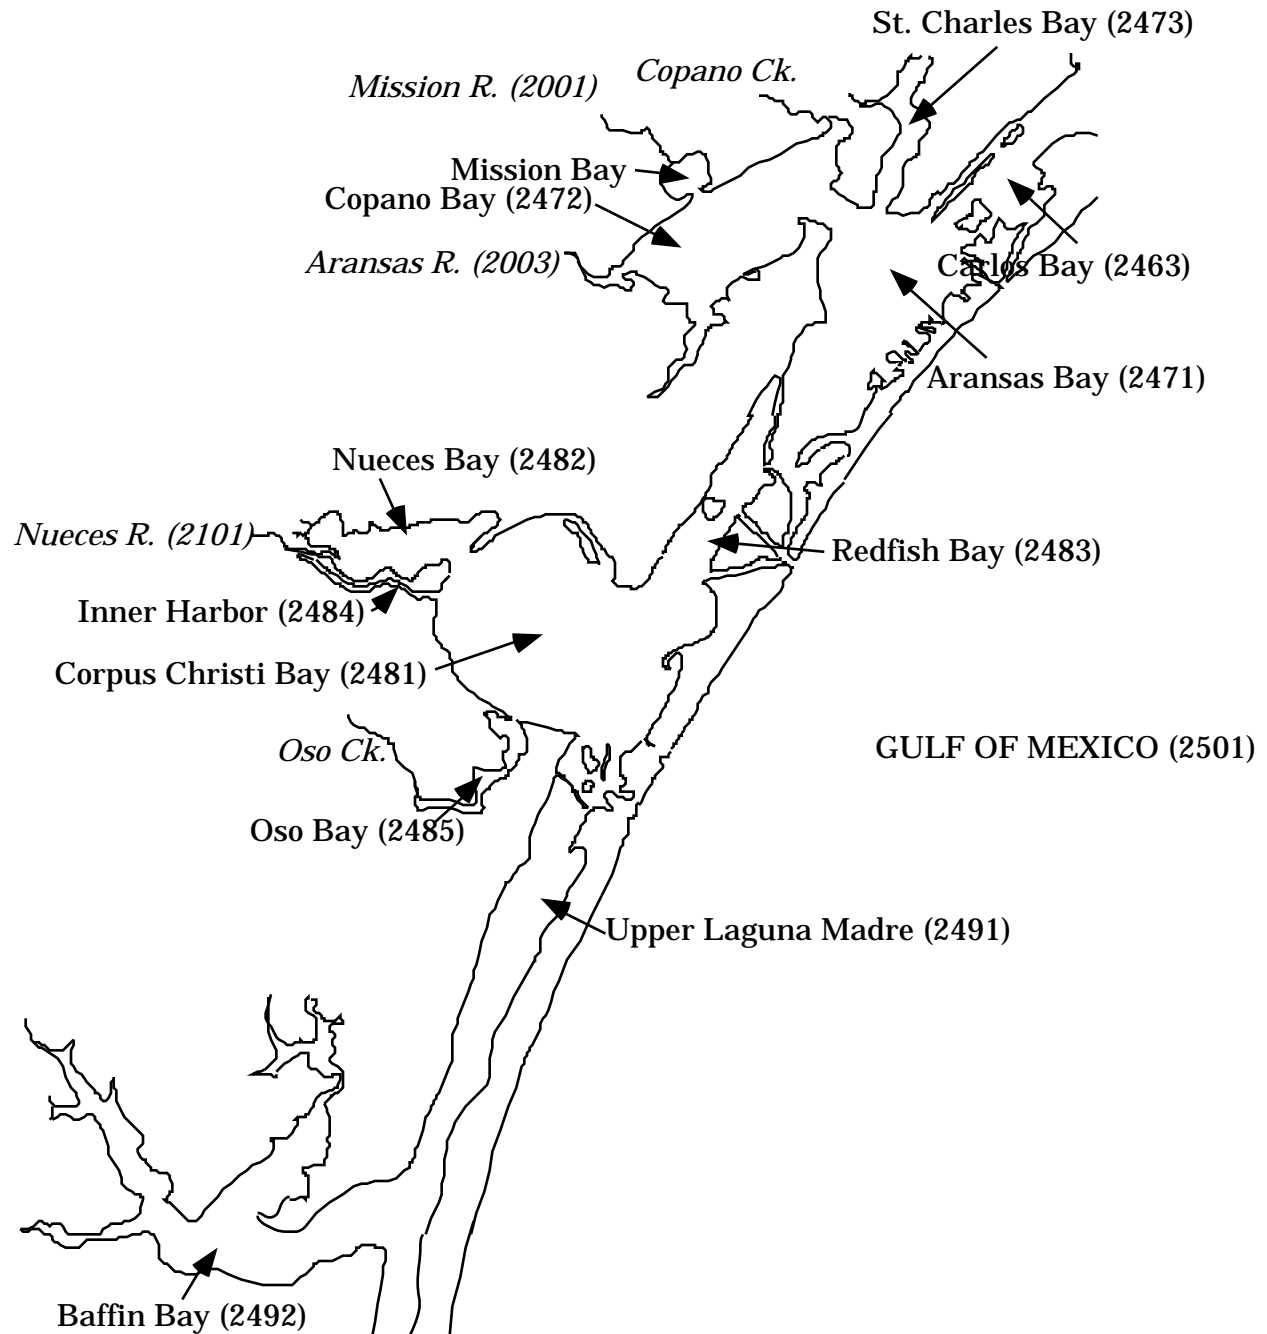 St. Charles Bay (2473)
Copano Ck.
Mission R. (2001)
Mission Bay
Copano Bay (2472)
Aransas R. (2003)
Carlos Bay (2463)
Aransas Bay (2471)
Nueces Bay (2482)
Nueces R. (2101)
Redfish Bay (2483)
Inner Harbor (2484)
Corpus Christi Bay (2481)
GULF OF MEXICO (2501)
Oso Ck.
Oso Bay (2485)
Upper Laguna Madre (2491)
Baffin Bay (2492)